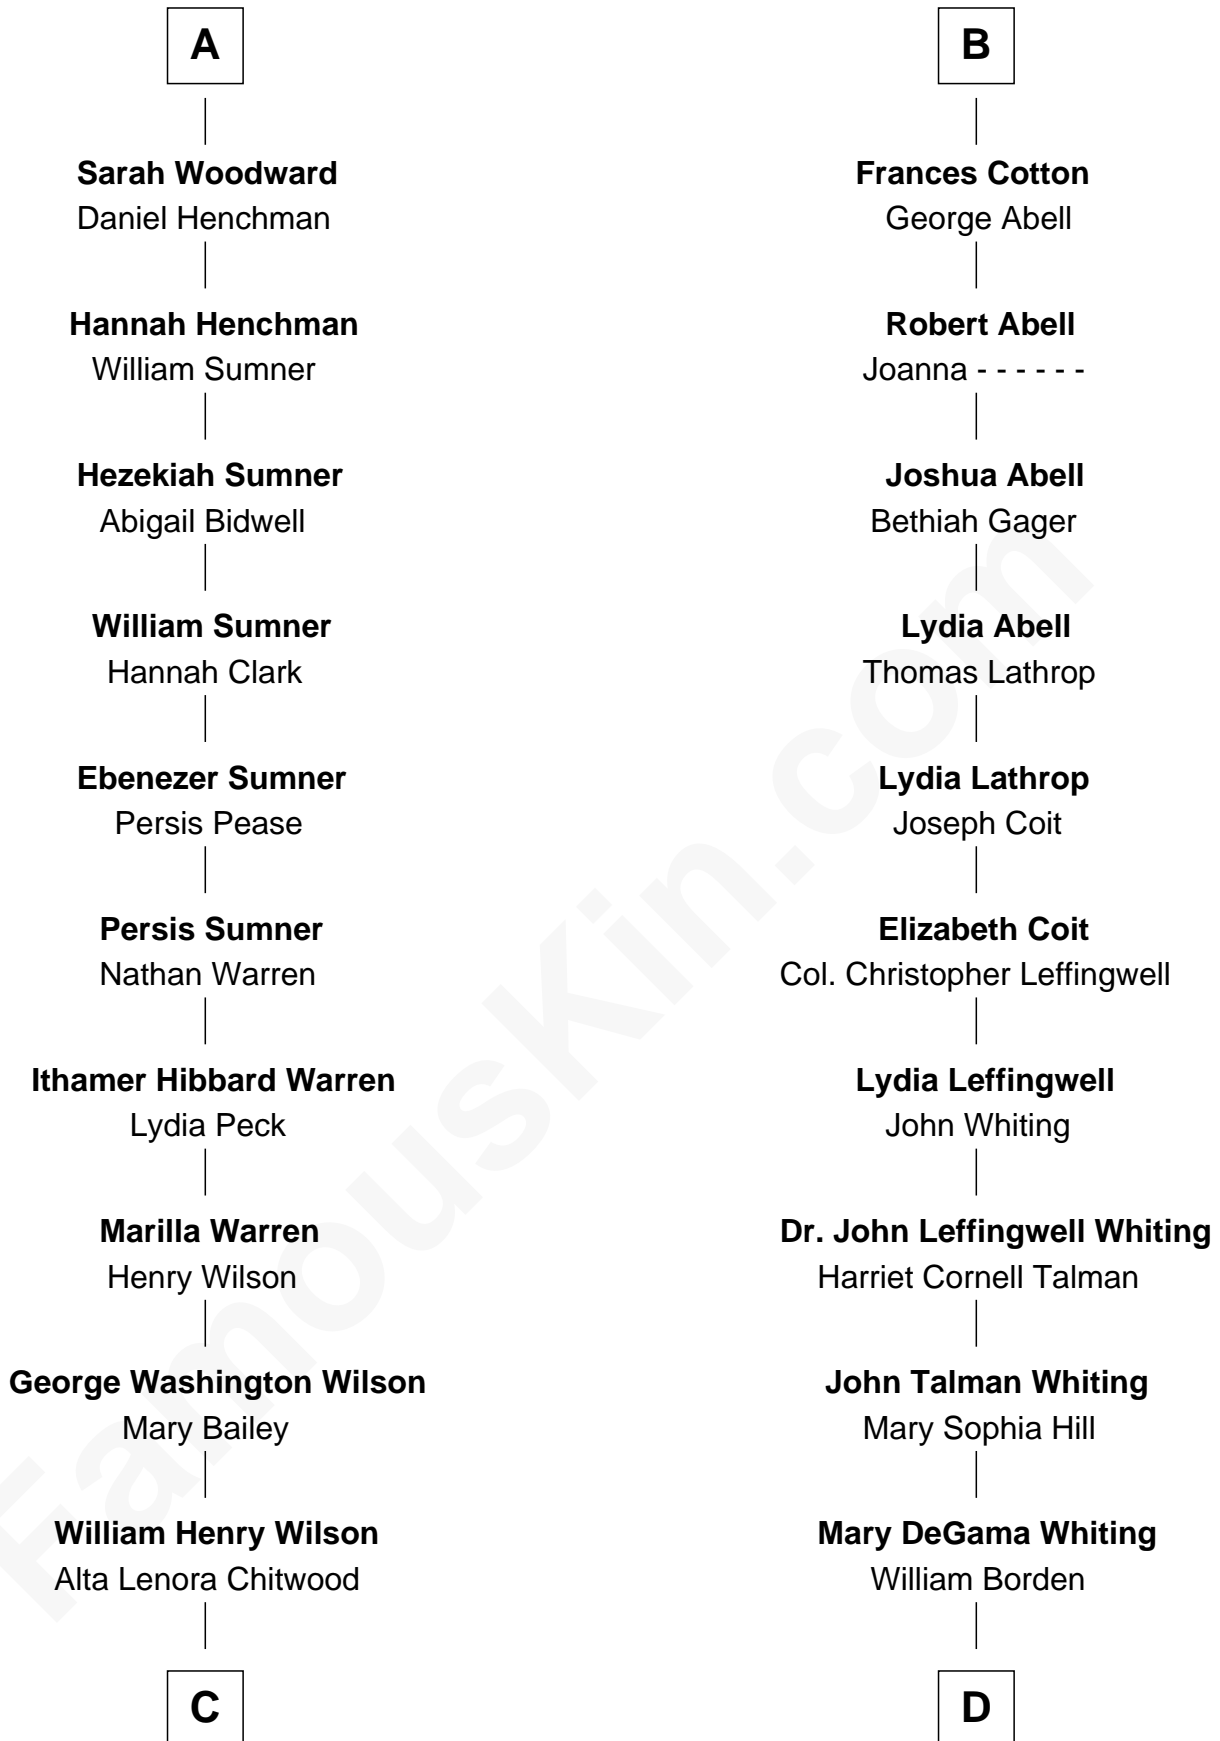 A
Sarah Woodward
Daniel Henchman
Hannah Henchman
William Sumner
Hezekiah Sumner
Abigail Bidwell
William Sumner
Hannah Clark
Ebenezer Sumner
Persis Pease
Persis Sumner
Nathan Warren
Ithamer Hibbard Warren
Lydia Peck
Marilla Warren
Henry Wilson
George Washington Wilson
Mary Bailey
William Henry Wilson
Alta Lenora Chitwood
C
B
Frances Cotton
George Abell
Robert Abell
Joanna - - - - - -
Joshua Abell
Bethiah Gager
Lydia Abell
Thomas Lathrop
Lydia Lathrop
Joseph Coit
Elizabeth Coit
Col. Christopher Leffingwell
Lydia Leffingwell
John Whiting
Dr. John Leffingwell Whiting
Harriet Cornell Talman
John Talman Whiting
Mary Sophia Hill
Mary DeGama Whiting
William Borden
D
FamousKin.com